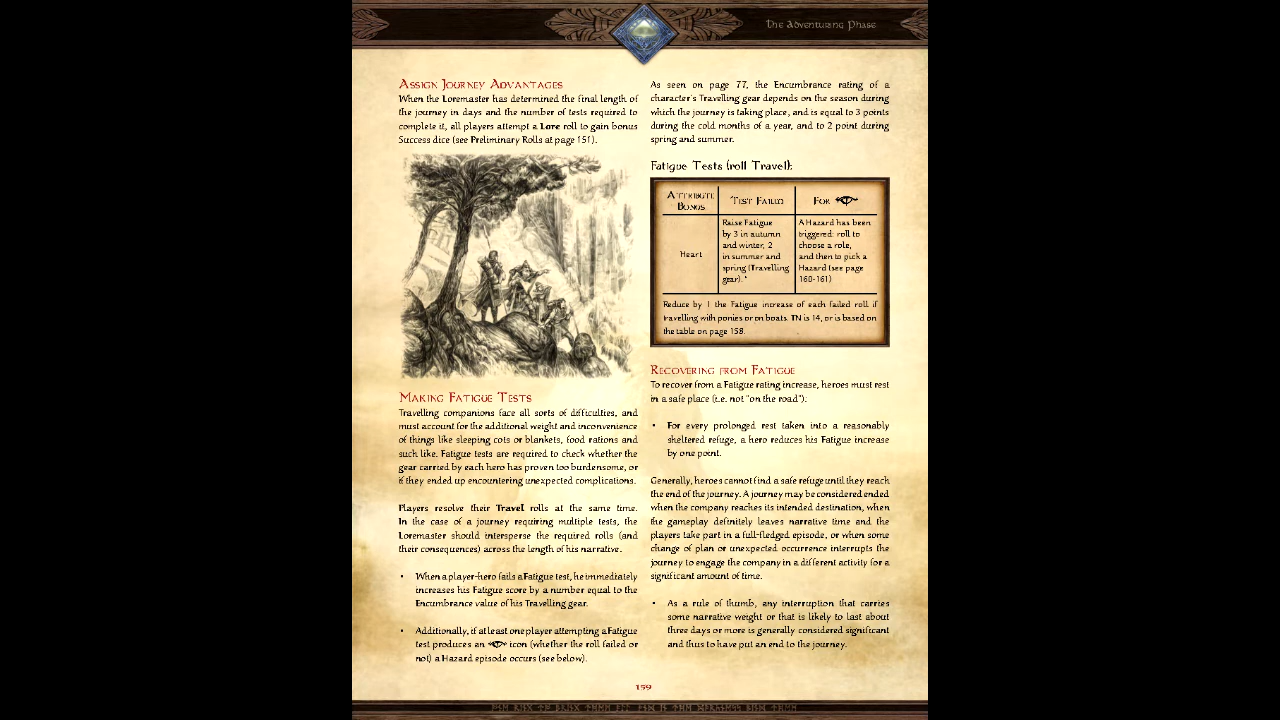 The Adventuring Phase
Assign Journey Advantages
When the Loremaster has determined the final length of
the journey in days and the number of tests required to
complete it, all players attempt a Lore roll to gain bonus
Success dice (see Preliminary Rolls at page 151).
Making Fatigue Tests
Travelling companions face all sorts of difficulties, and
must account for the additional weight and inconvenience
of things like sleeping cots or blankets, food rations and
such like. Fatigue tests are required to check whether the
gear carried by each hero has proven too burdensome, or
if they ended up encountering unexpected complications.
Players resolve their Travel rolls at the same time.
In the case of a journey requiring multiple tests, the
Loremaster should intersperse the required rolls (and
their consequences) across the length of his narrative.
• When a player-hero fails a Fatigue test, he immediately
increases his Fatigue score by a number equal to the
Encumbrance value of his Travelling gear.
• Additionally, if at least one player attempting a Fatigue
test produces an icon (whether the roll failed or
not) a Hazard episode occurs (see below).
As seen on page 77, the Encumbrance rating of a
character's Travelling gear depends on the season during
which the journey is taking place, and is equal to 3 points
during the cold months of a year, and to 2 point during
spring and summer.
Fatigue Tests (roll Travel):
Attribute
Bonus
Test Failed
For
Heart
Raise Fatigue
by 3 in autumn
and winter, 2
in summer and
spring (Travelling
gear).*
A Hazard has been
triggered: roll to
choose a role,
and then to pick a
Hazard (see page
160-161)
Reduce by 1 the Fatigue increase of each failed roll if
travelling with ponies or on boats. TN is 14, or is based on
the table on page 158.
Recovering from Fatigue
To recover from a Fatigue rating increase, heroes must rest
in a safe place (i.e. not "on the road"):
• For every prolonged rest taken into a reasonably
sheltered refuge, a hero reduces his Fatigue increase
by one point.
Generally, heroes cannot find a safe refuge until they reach
the end of the journey. A journey may be considered ended
when the company reaches its intended destination, when
the gameplay definitely leaves narrative time and the
players take part in a full-fledged episode, or when some
change of plan or unexpected occurrence interrupts the
journey to engage the company in a different activity for a
significant amount of time.
• As a rule of thumb, any interruption that carries
some narrative weight or that is likely to last about
three days or more is generally considered significant
and thus to have put an end to the journey.
159